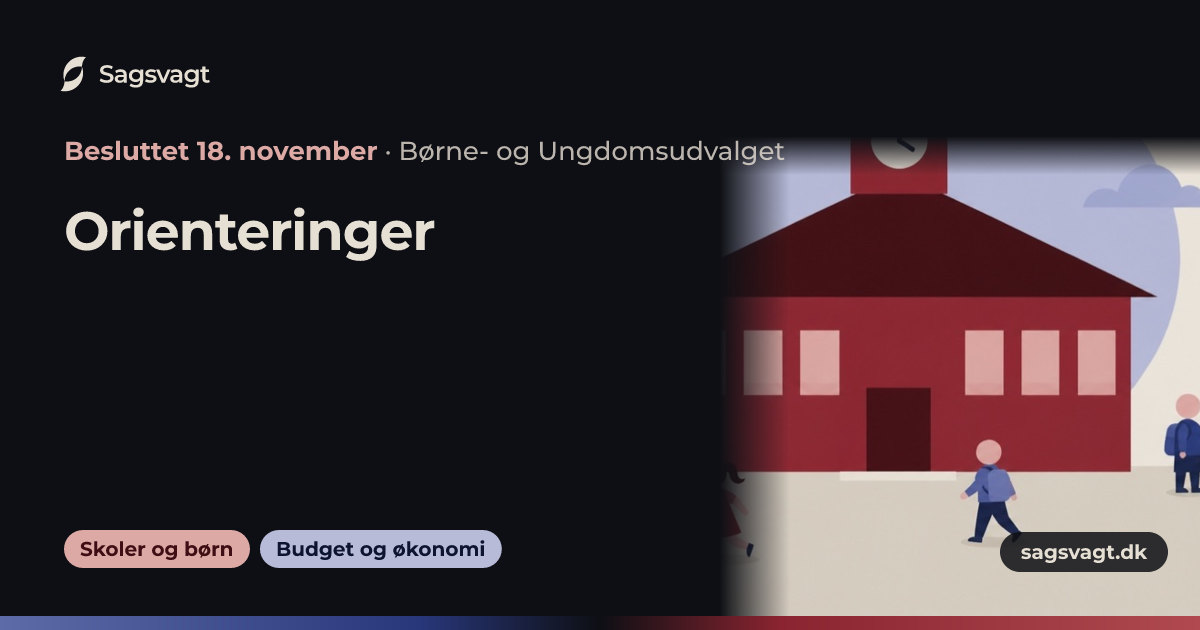 Sagsvagt
Besluttet 18. november · Børne- og Ungdomsudvalget
Orienteringer
Skoler og børn
Budget og økonomi
sagsvagt.dk